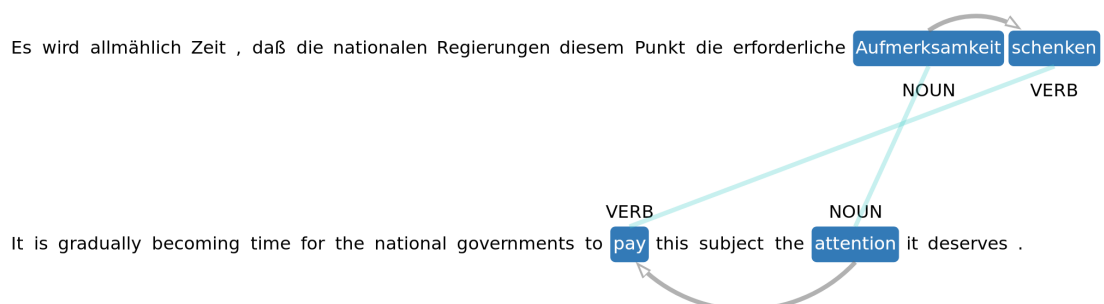 Es wird allmählich Zeit , daß die nationalen Regierungen diesem Punkt die erforderliche Aufmerksamkeit schenken
NOUN VERB
VERB NOUN
It is gradually becoming time for the national governments to pay this subject the attention it deserves .